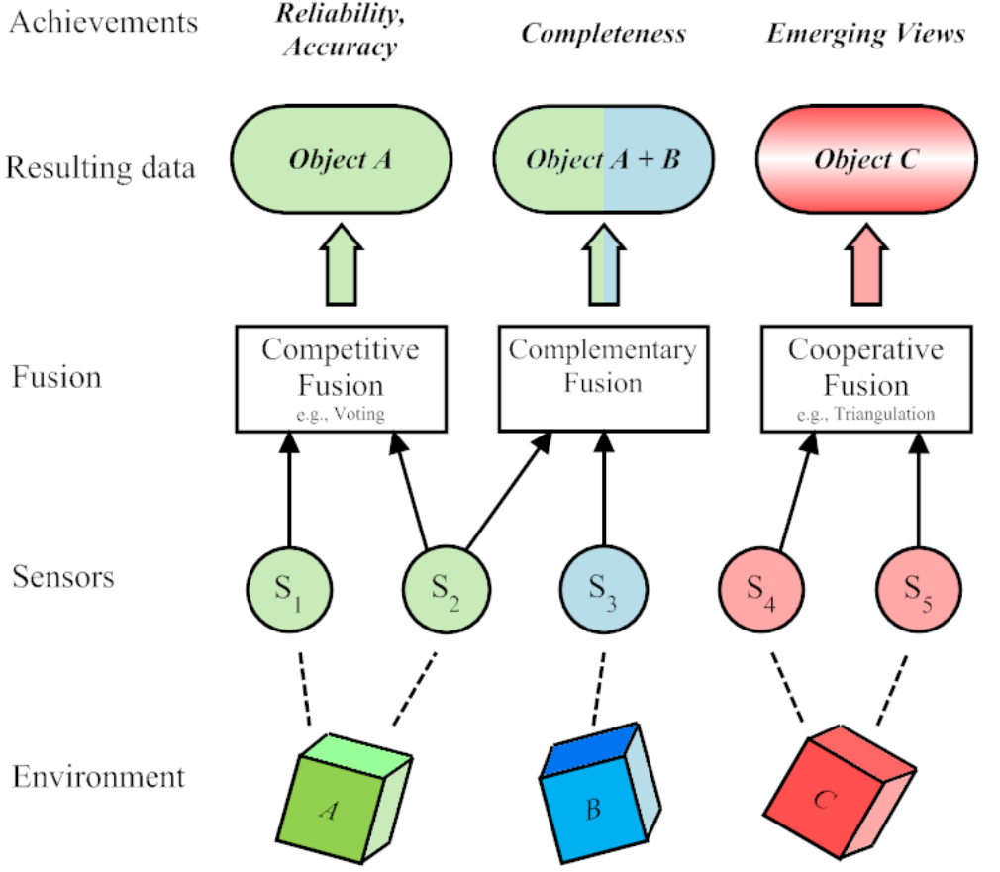 Achievements
Reliability,
Accuracy
Completeness
Emerging Views
Resulting data
Object A
Object A + B
Object C
Fusion
Competitive
Fusion
e.g., Voting
Complementary
Fusion
Cooperative
Fusion
e.g., Triangulation
Sensors
S1
S2
S3
S4
S5
Environment
A
B
C